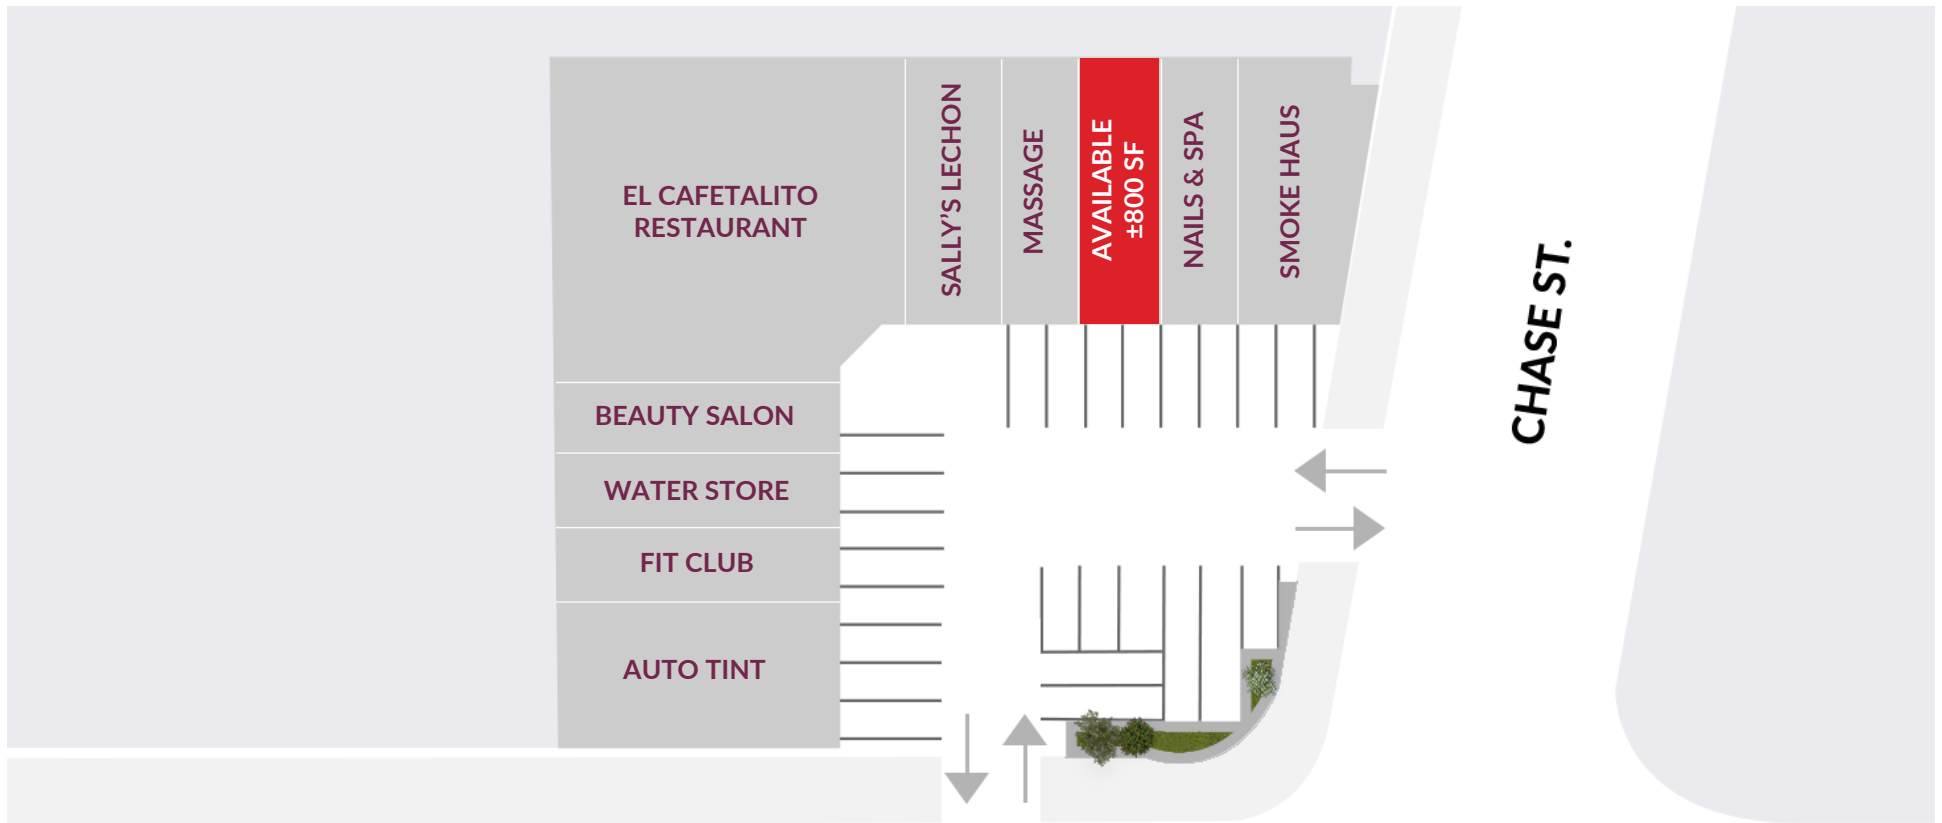 EL CAFETALITO
RESTAURANT
SALLY'S LECHON
MASSAGE
AVAILABLE
±800 SF
NAILS & SPA
SMOKE HAUS
CHASE ST.
BEAUTY SALON
WATER STORE
FIT CLUB
AUTO TINT